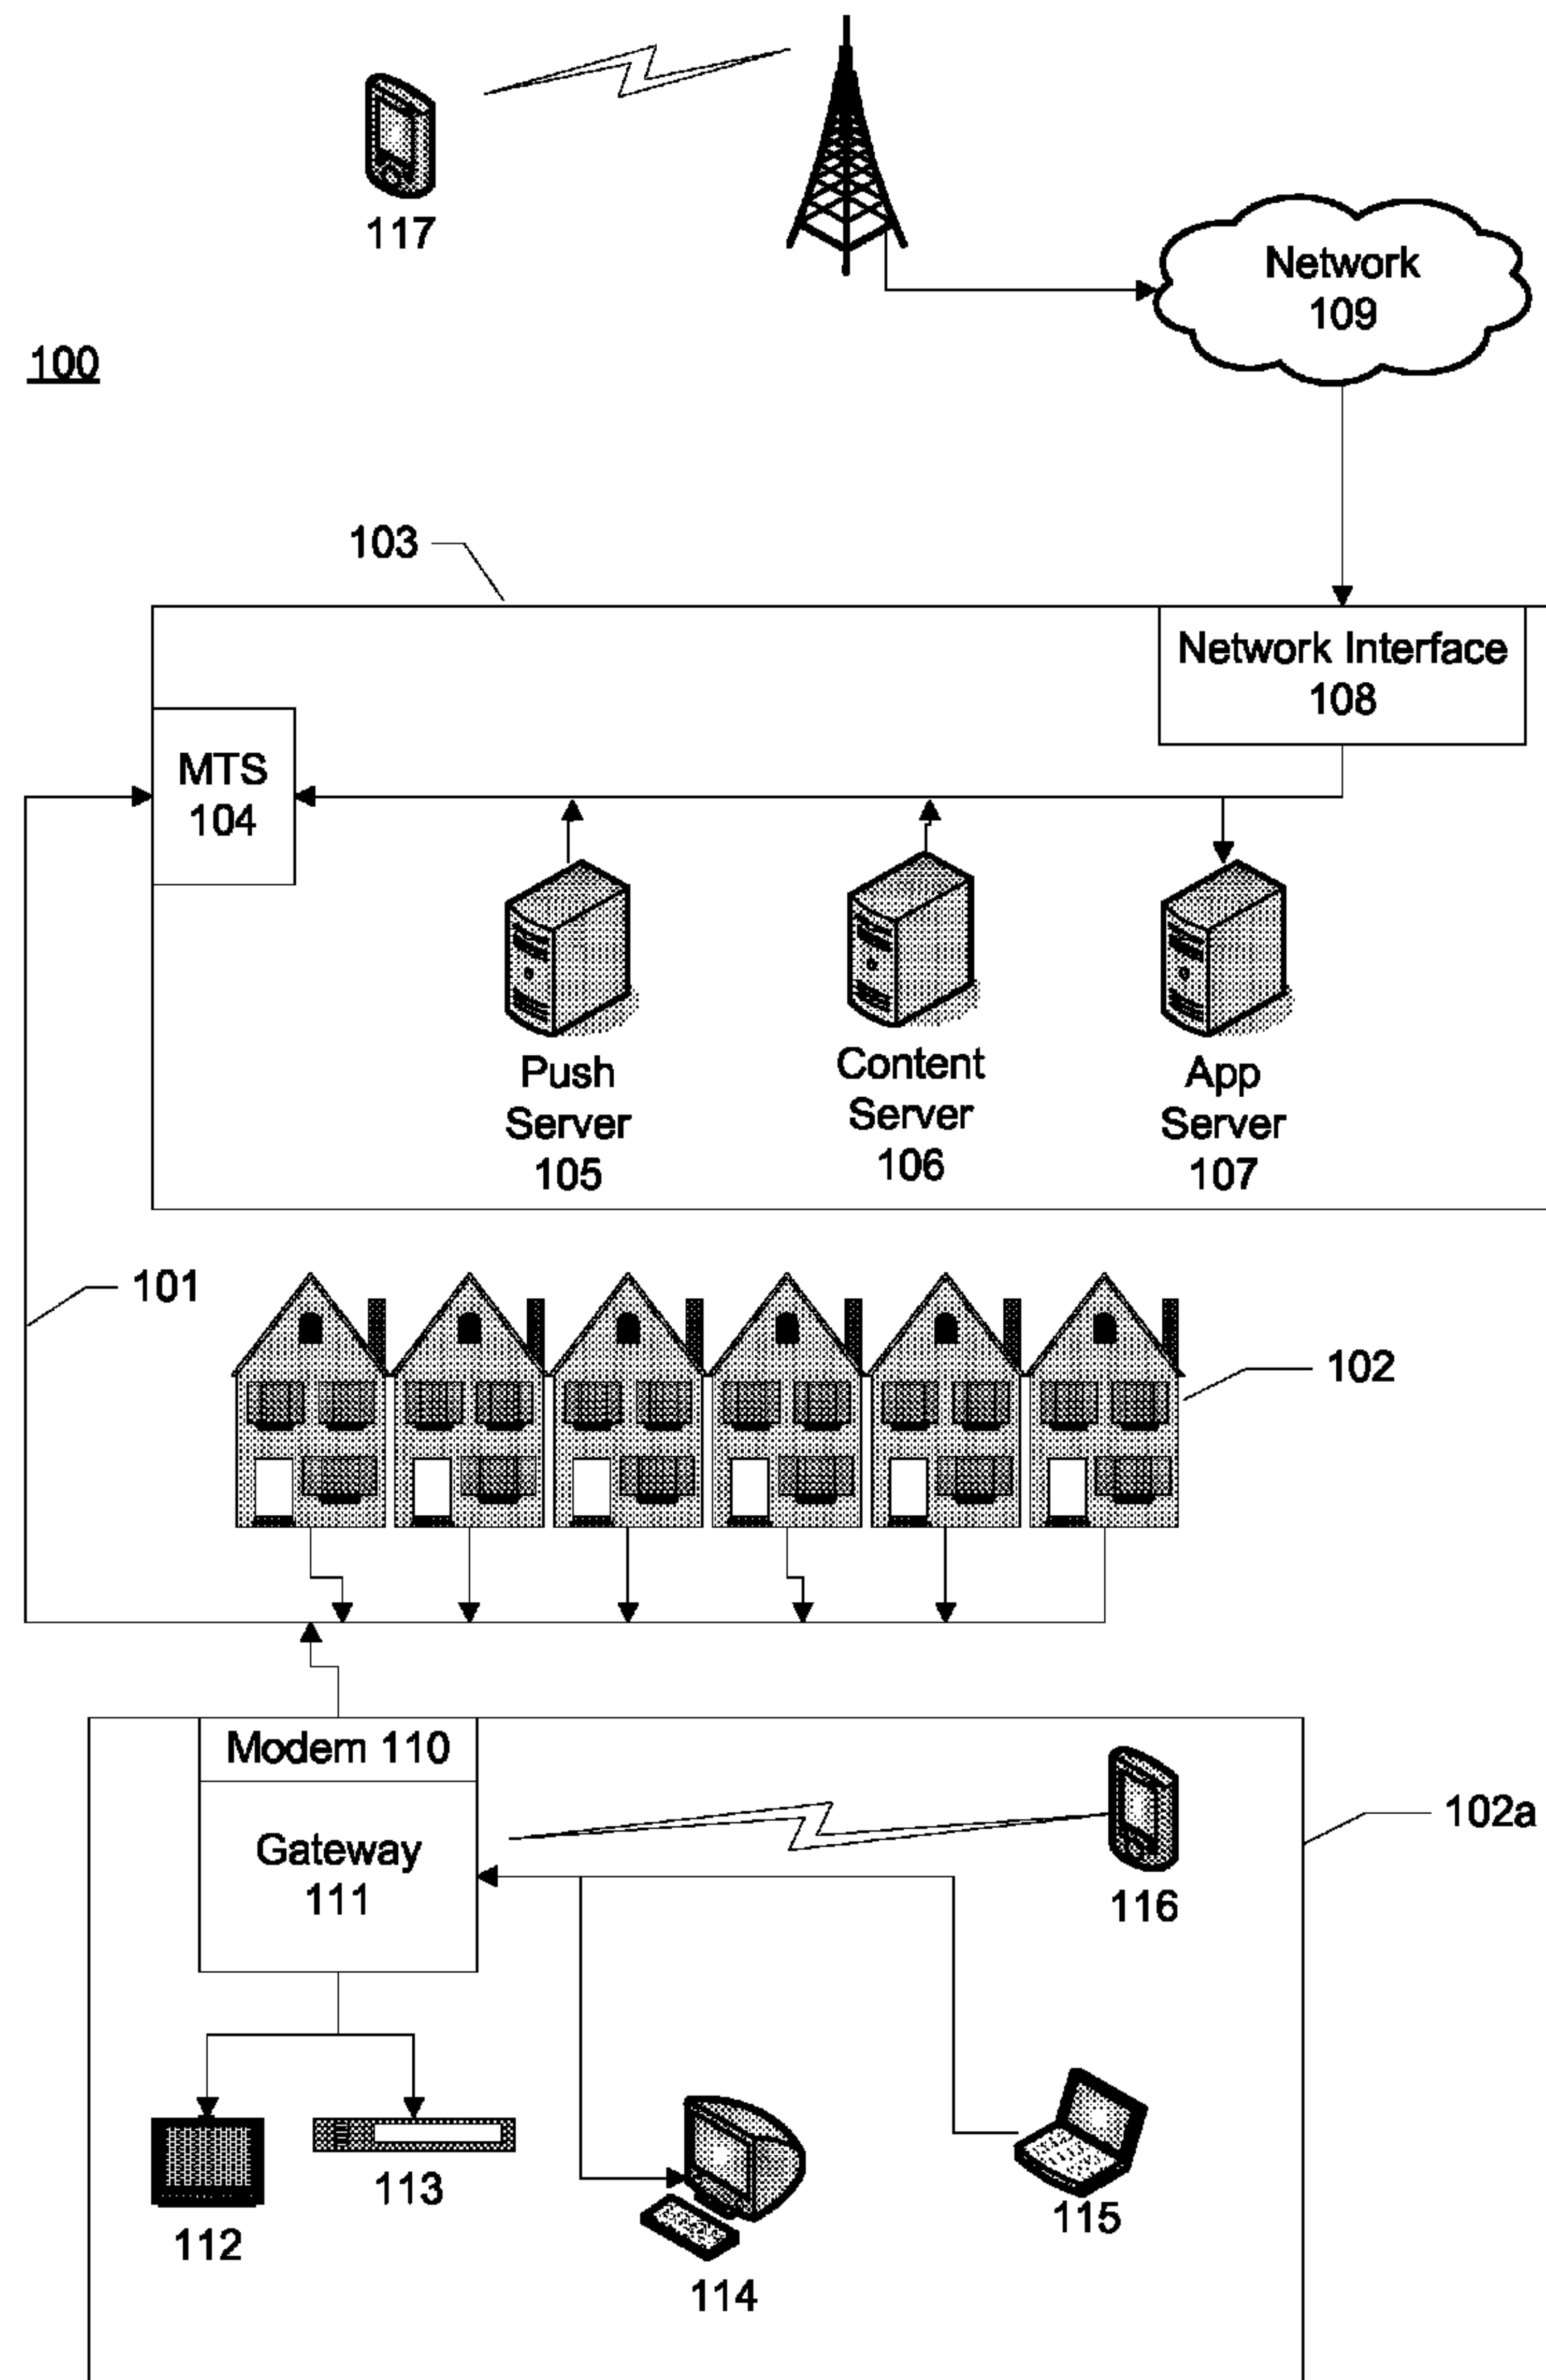 117
Network
109
100
103
Network Interface
108
MTS
104
Push
Server
105
Content
Server
106
App
Server
107
101
102
Modem 110
102a
Gateway
111
116
113
112
115
114